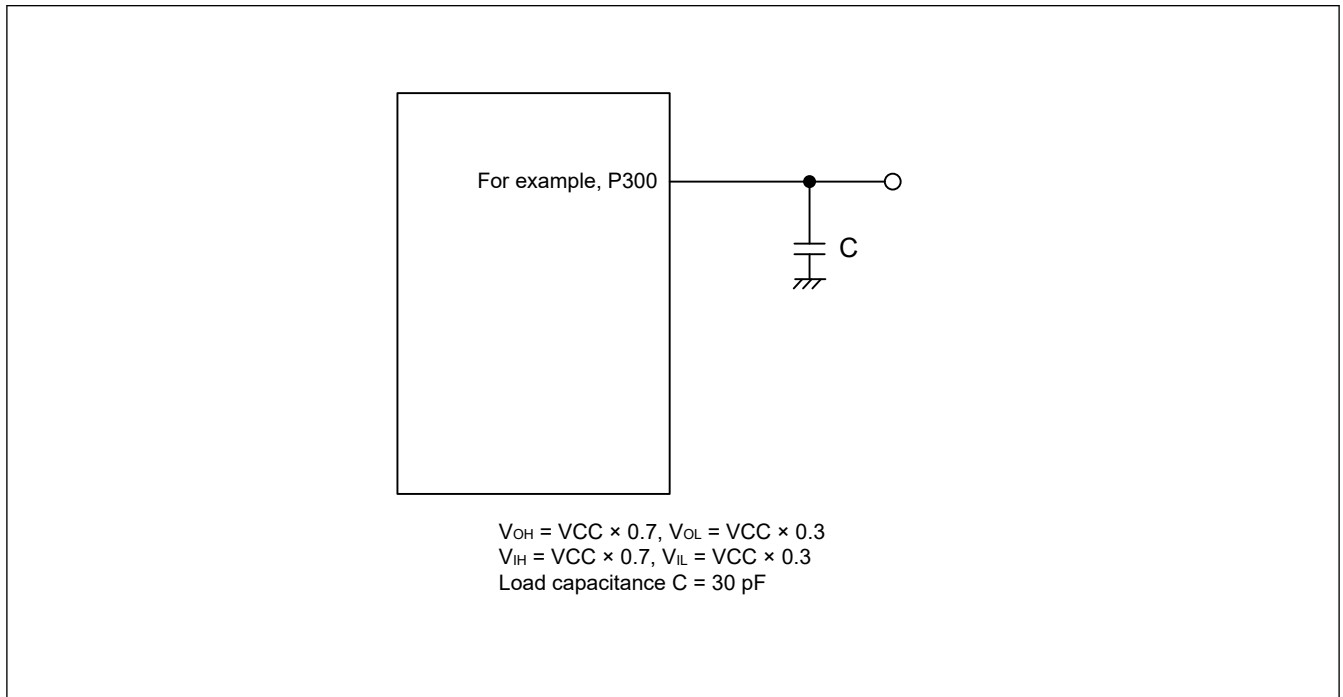 For example, P300
C
VOH = VCC × 0.7, VOL = VCC × 0.3
VIH = VCC × 0.7, VIL = VCC × 0.3
Load capacitance C = 30 pF